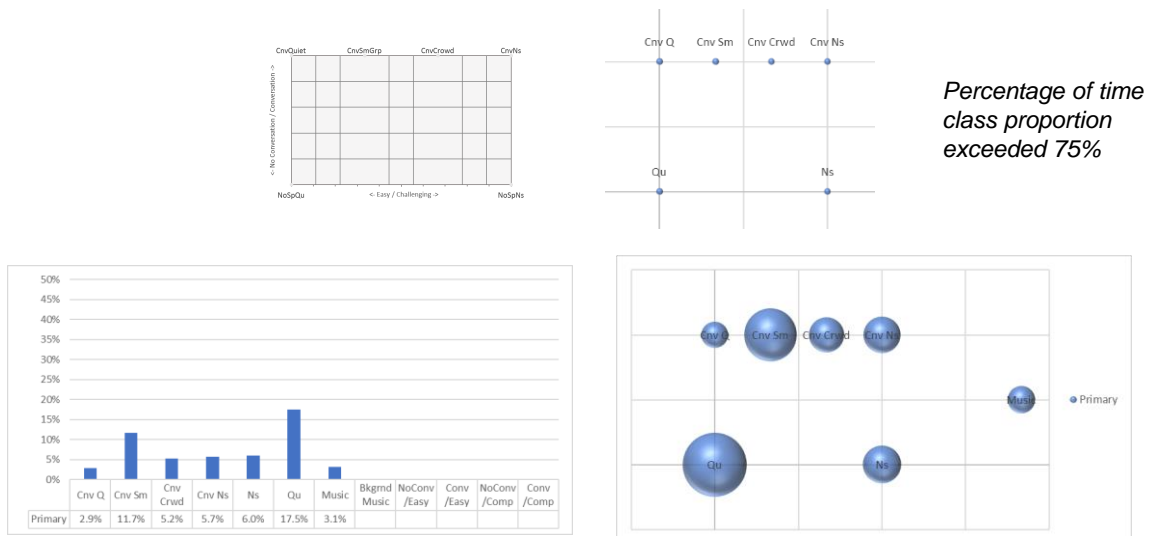 CnvQuiet CnvSmGrp CnvCrowd CnvNs
<- No Conversation / Conversation ->
NoSpQu <- Easy / Challenging -> NoSpNs
Cnv Q Cnv Sm Cnv Crwd Cnv Ns
Qu Ns
Percentage of time
class proportion
exceeded 75%
50%
45%
40%
35%
30%
25%
20%
15%
10%
5%
0%
Cnv Q Cnv Sm Cnv Crwd Cnv Ns Ns Qu Music Bkgrnd Music NoConv /Easy Conv /Easy NoConv /Comp Conv /Comp
Primary 2.9% 11.7% 5.2% 5.7% 6.0% 17.5% 3.1%
Cnv Q Cnv Sm Cnv Crwd Cnv Ns
Music
Primary
Qu Ns